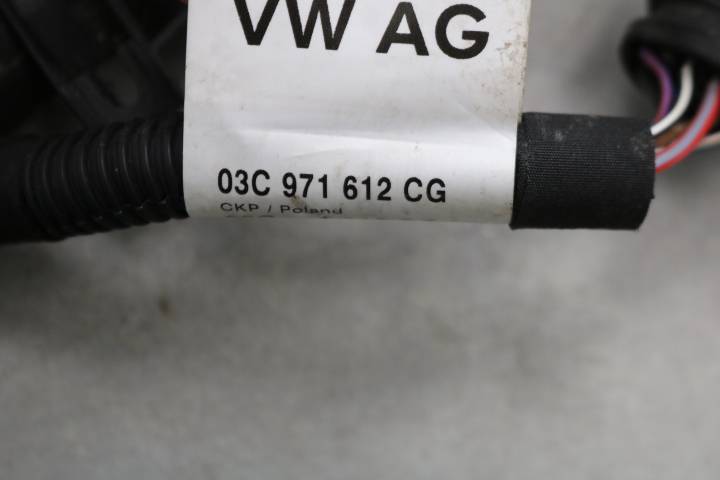 VW AG
03C 971 612 CG
CKP / Poland